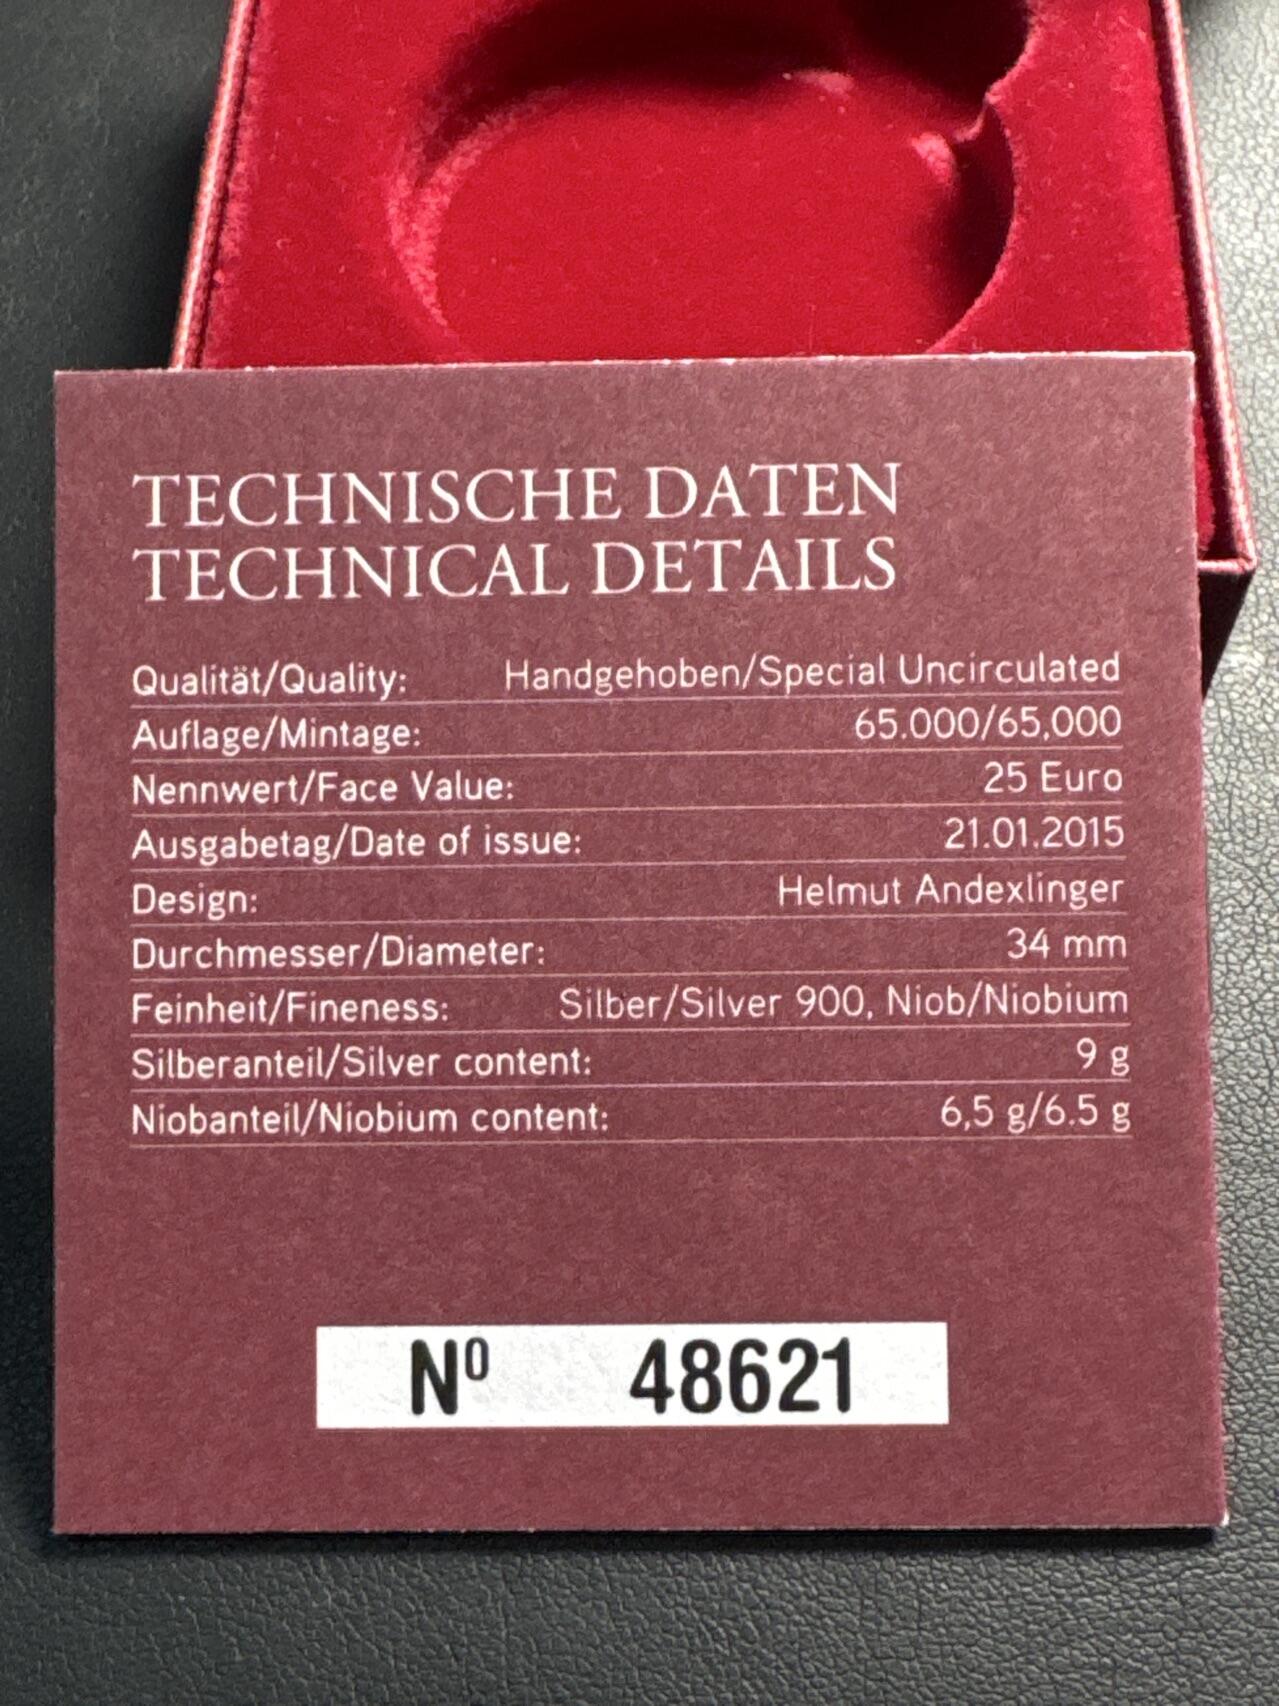 TECHNISCHE DATEN
TECHNICAL DETAILS
Qualität/Quality: Handgehoben/Special Uncirculated
Auflage/Mintage: 65.000/65,000
Nennwert/Face Value: 25 Euro
Ausgabetag/Date of issue: 21.01.2015
Design: Helmut Andexlinger
Durchmesser/Diameter: 34 mm
Feinheit/Fineness: Silber/Silver 900, Niob/Niobium
Silberanteil/Silver content: 9 g
Niobanteil/Niobium content: 6,5 g/6.5 g
Nº 48621